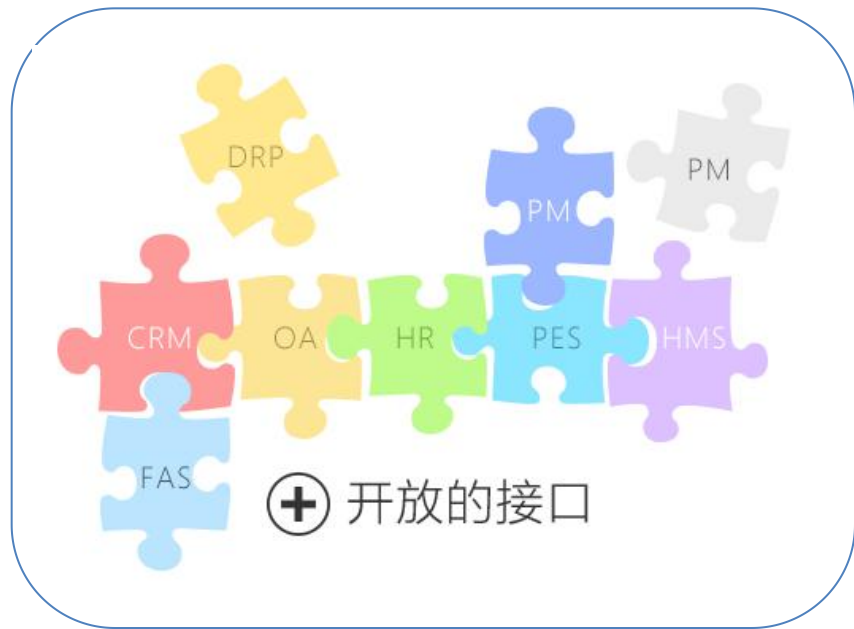 DRP
PM
PM
CRM
OA
HR
PES
HMS
FAS
开放的接口